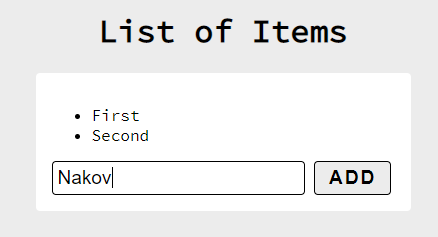 List of Items
First
Second
Nakov
ADD